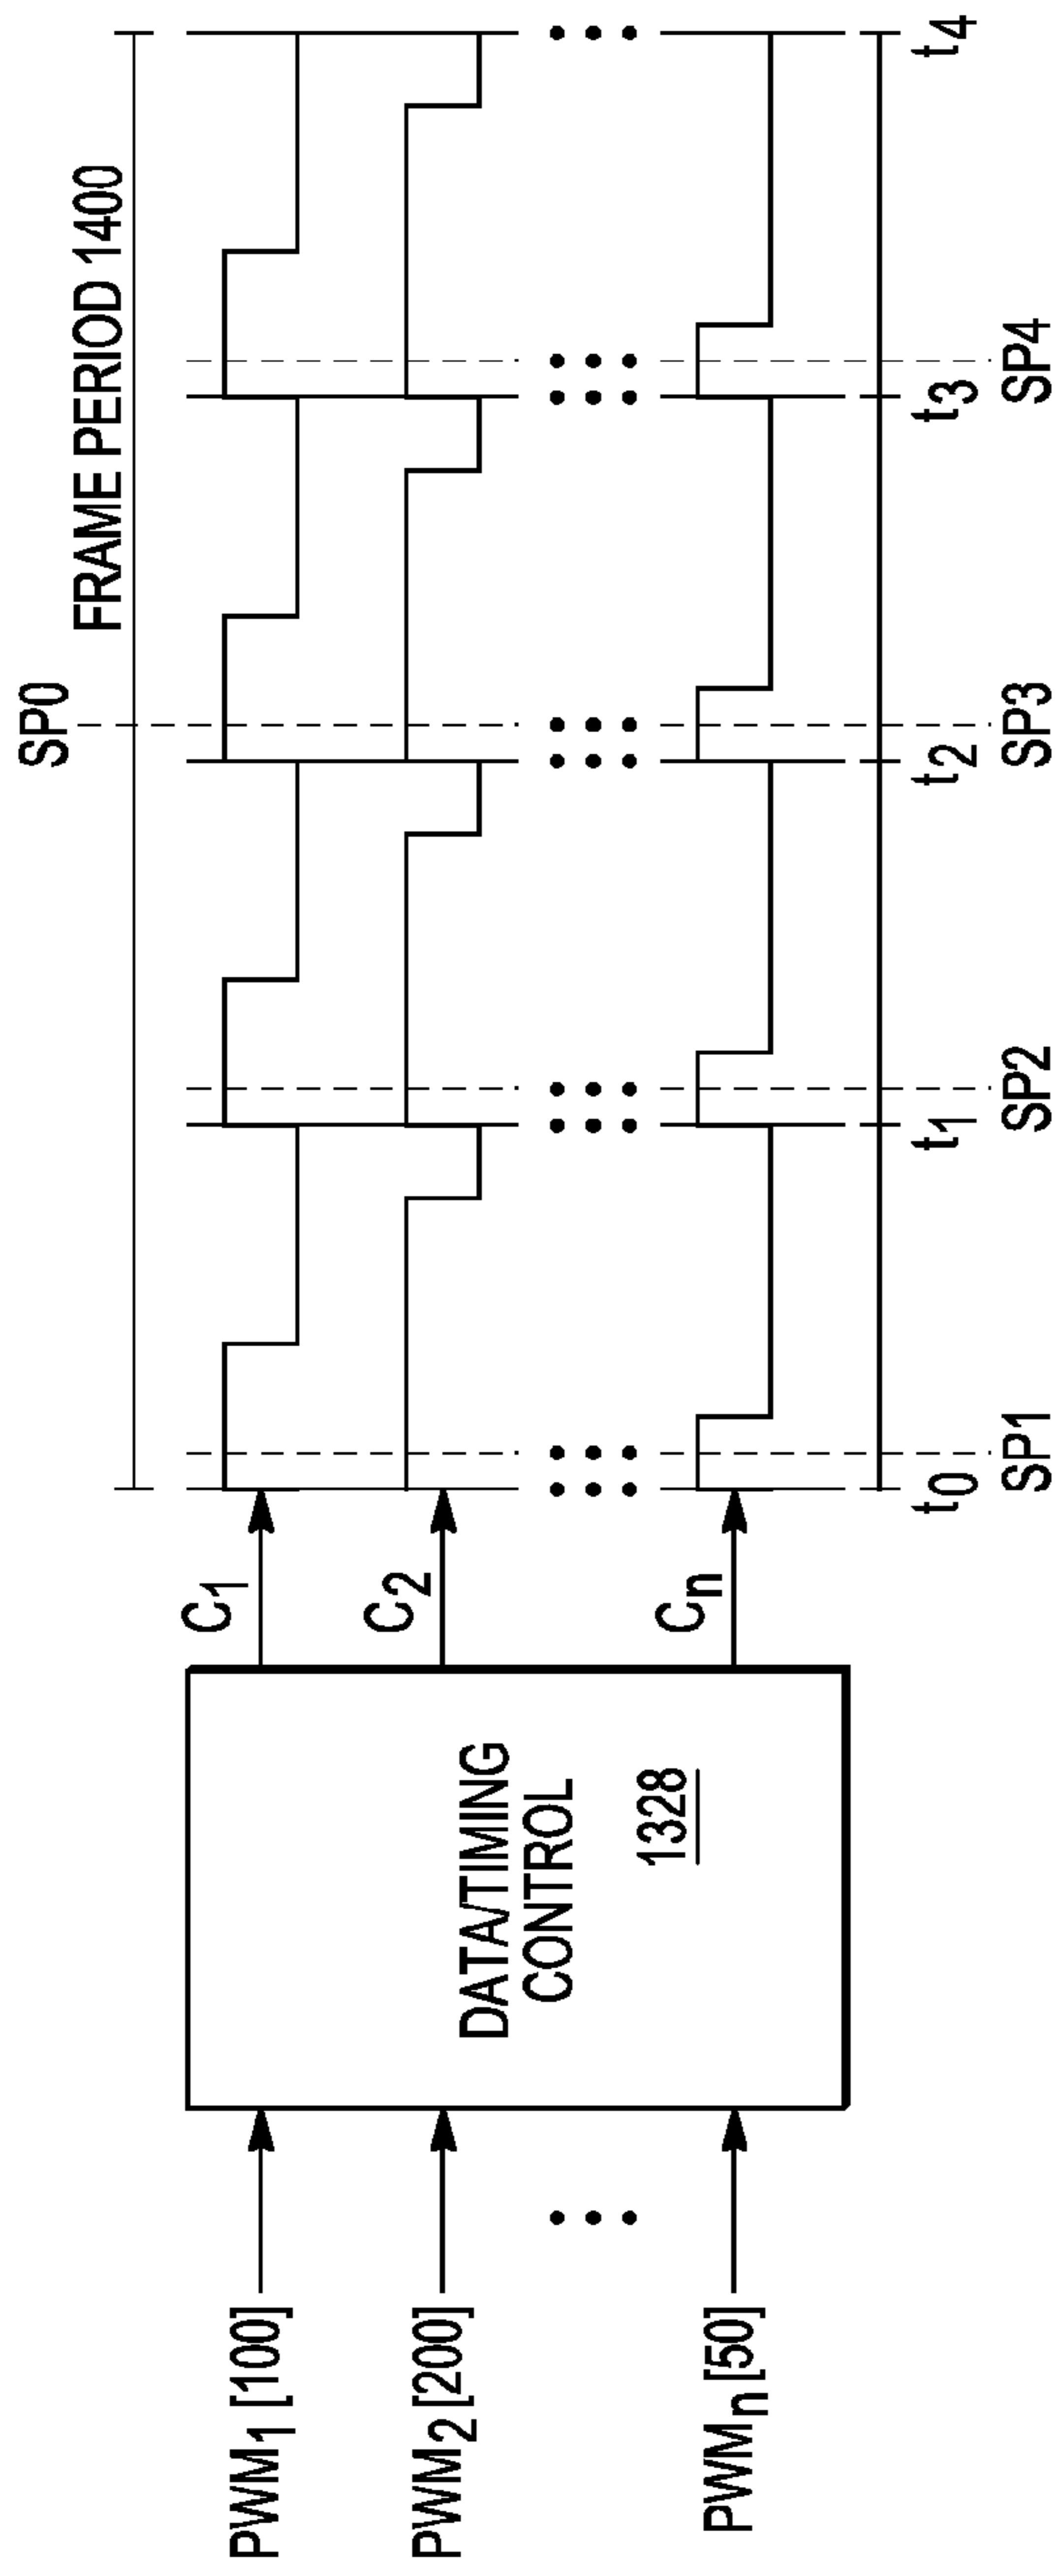 SP0
FRAME PERIOD 1400
PWM1 [100]
PWM2 [200]
PWMn [50]
DATA/TIMING
CONTROL
1328
C1
C2
Cn
t0
t1
t2
t3
t4
SP1
SP2
SP3
SP4